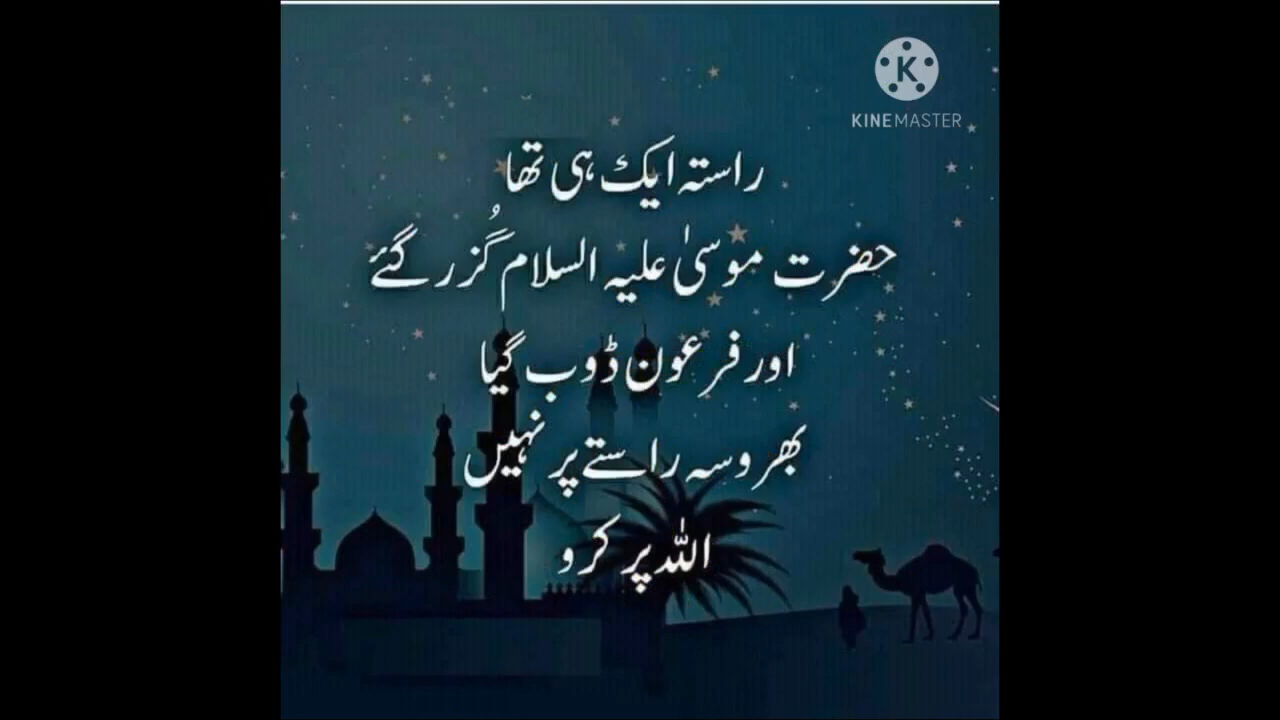 KINEMASTER
راستہ ایک ہی تھا
حضرت موسیٰ علیہ السلام گُزر گئے
اور فرعون ڈوب گیا
بھروسہ راستے پر نہیں
اللہ پر کرو